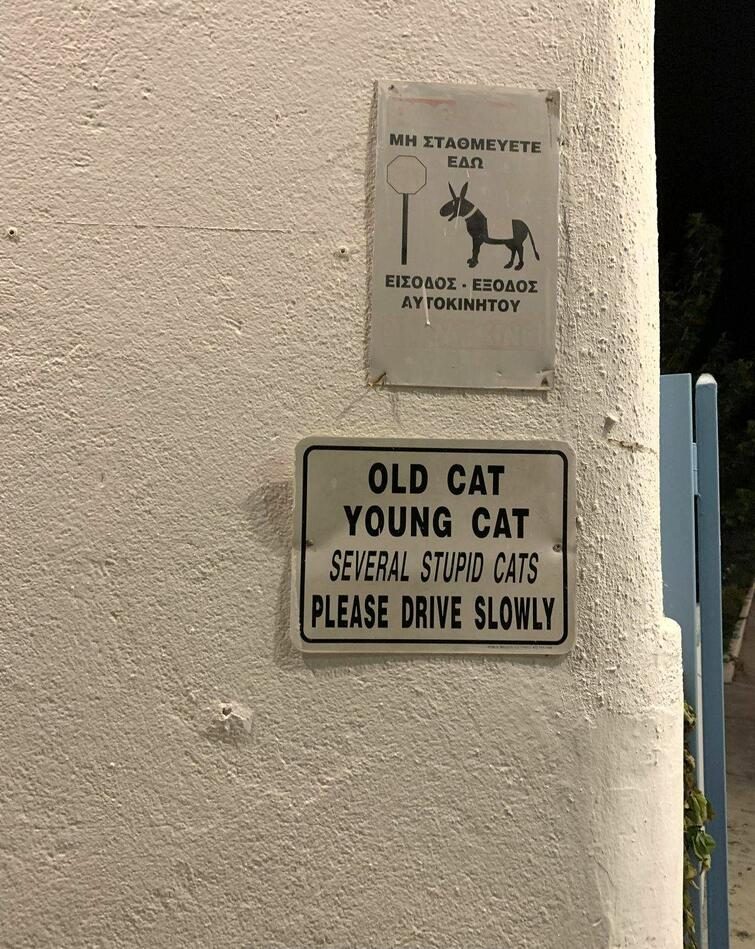 ΜΗ ΣΤΑΘΜΕΥΕΤΕ
ΕΔΩ
ΕΙΣΟΔΟΣ - ΕΞΟΔΟΣ
ΑΥΤΟΚΙΝΗΤΟΥ
OLD CAT
YOUNG CAT
SEVERAL STUPID CATS
PLEASE DRIVE SLOWLY